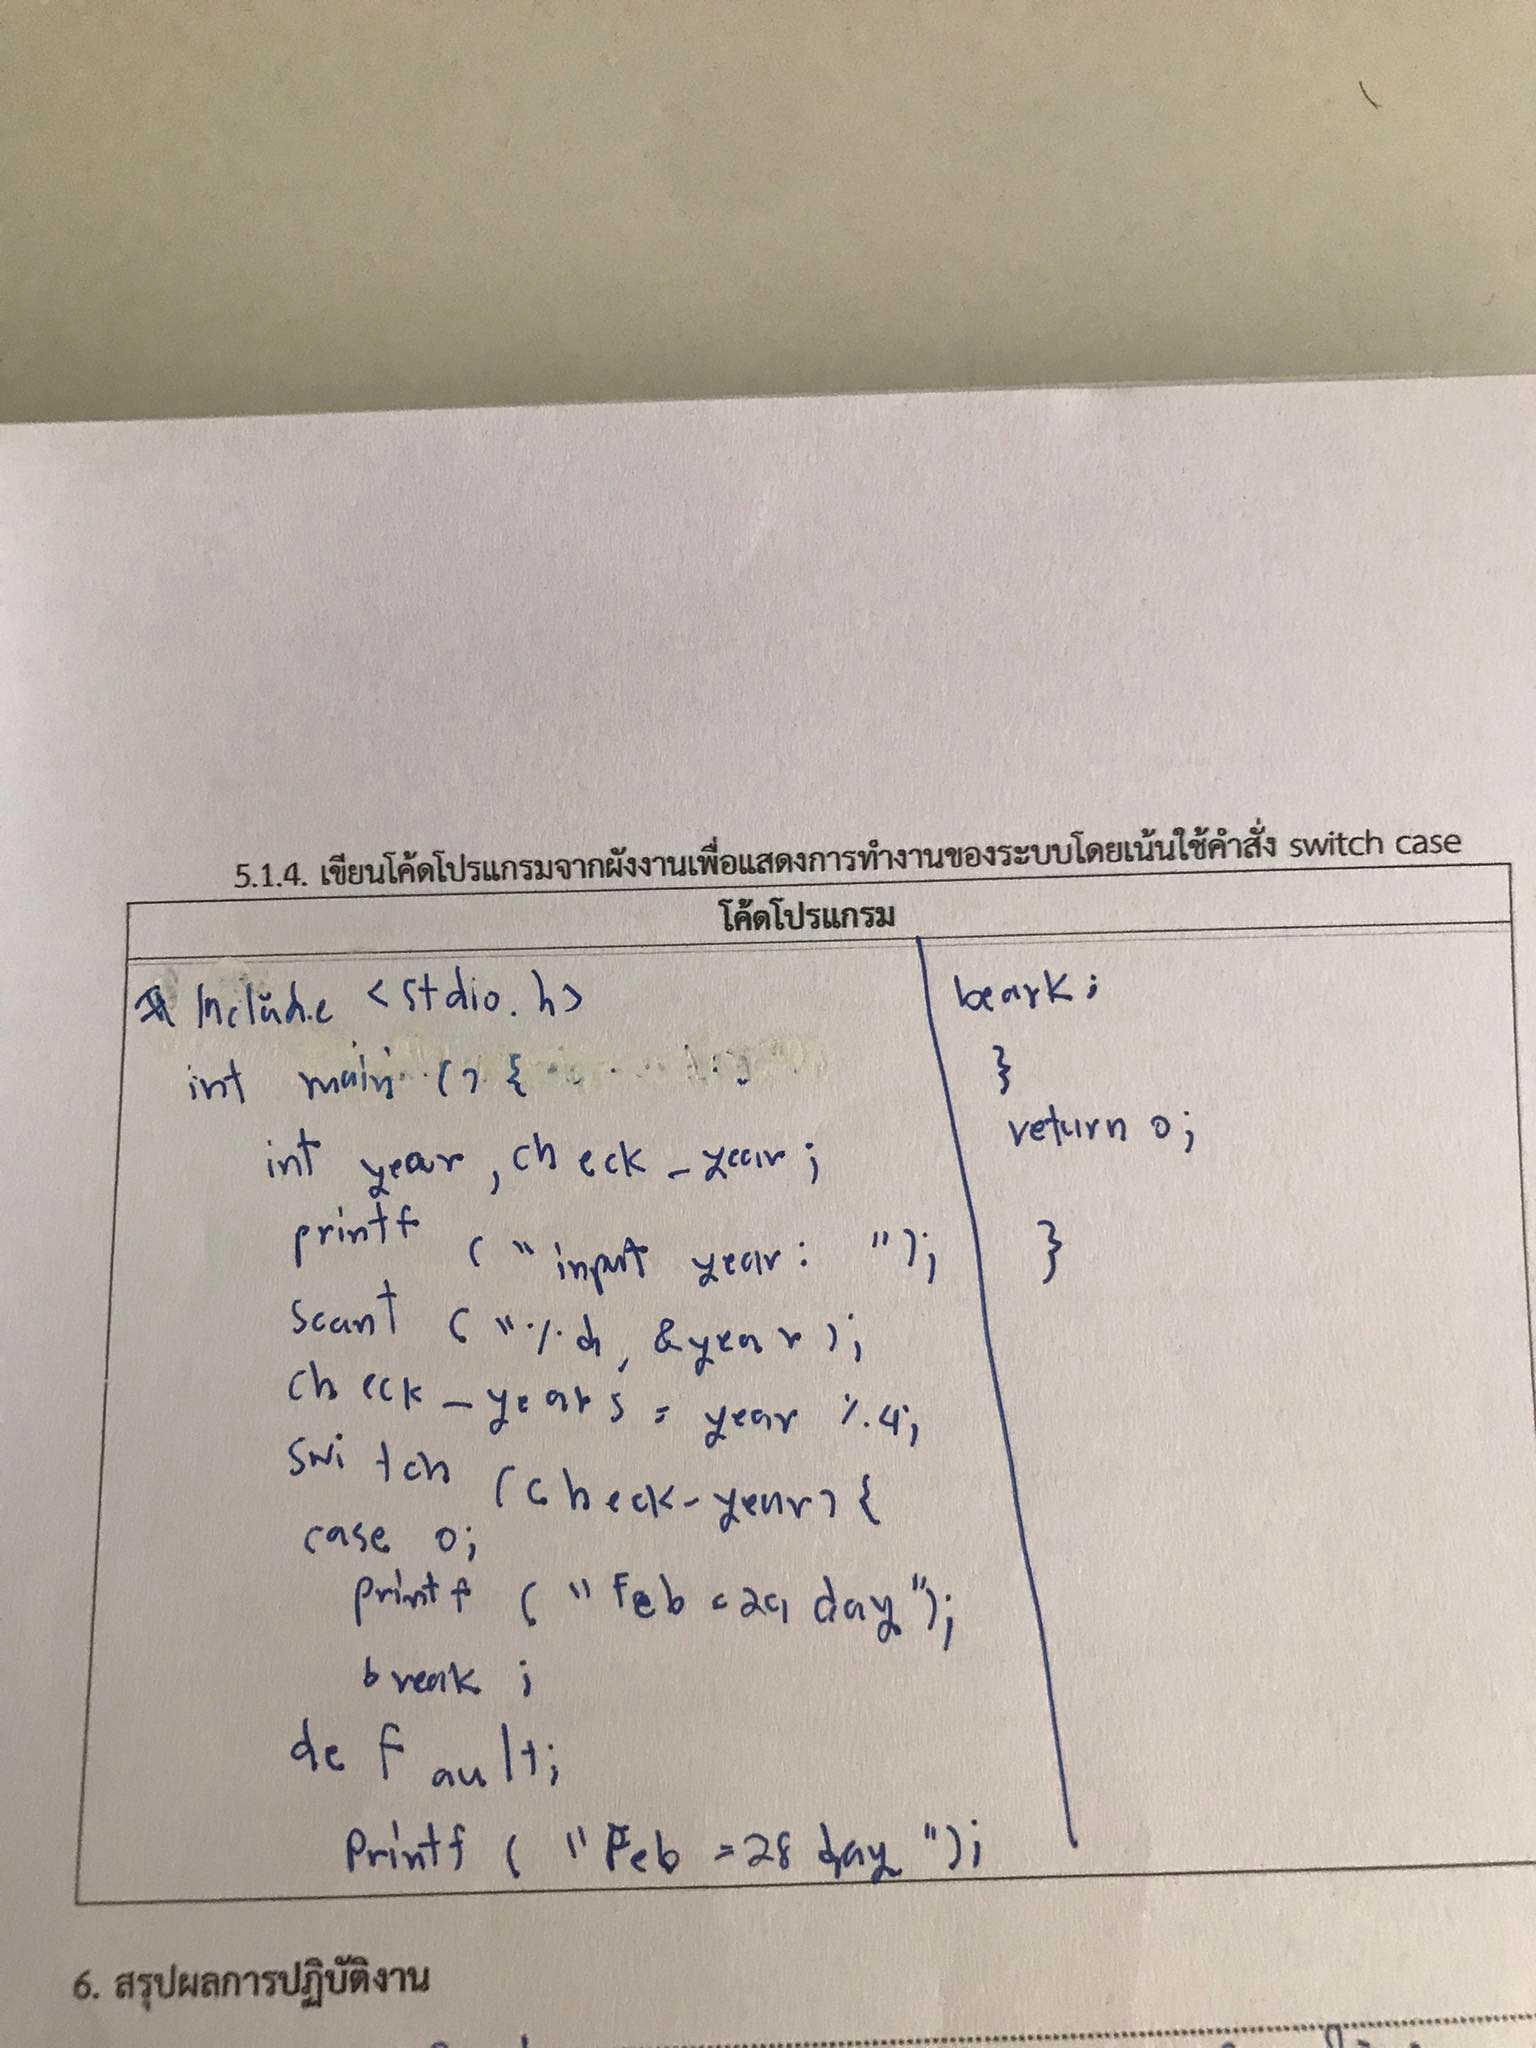 5.1.4. เขียนโค้ดโปรแกรมจากผังงานเพื่อแสดงการทำงานของระบบโดยเน้นใช้คำสั่ง switch case
โค้ดโปรแกรม
# Include <stdio.h>
int main () {
int year, check_year;
printf ("input year: ");
scanf ("%d, &year);
check_years = year %4;
switch (check-year) {
case 0;
printf ("Feb = 29 day");
break ;
default;
Printf ("Feb = 28 day");
beark;
}
return 0;
}
6. สรุปผลการปฏิบัติงาน